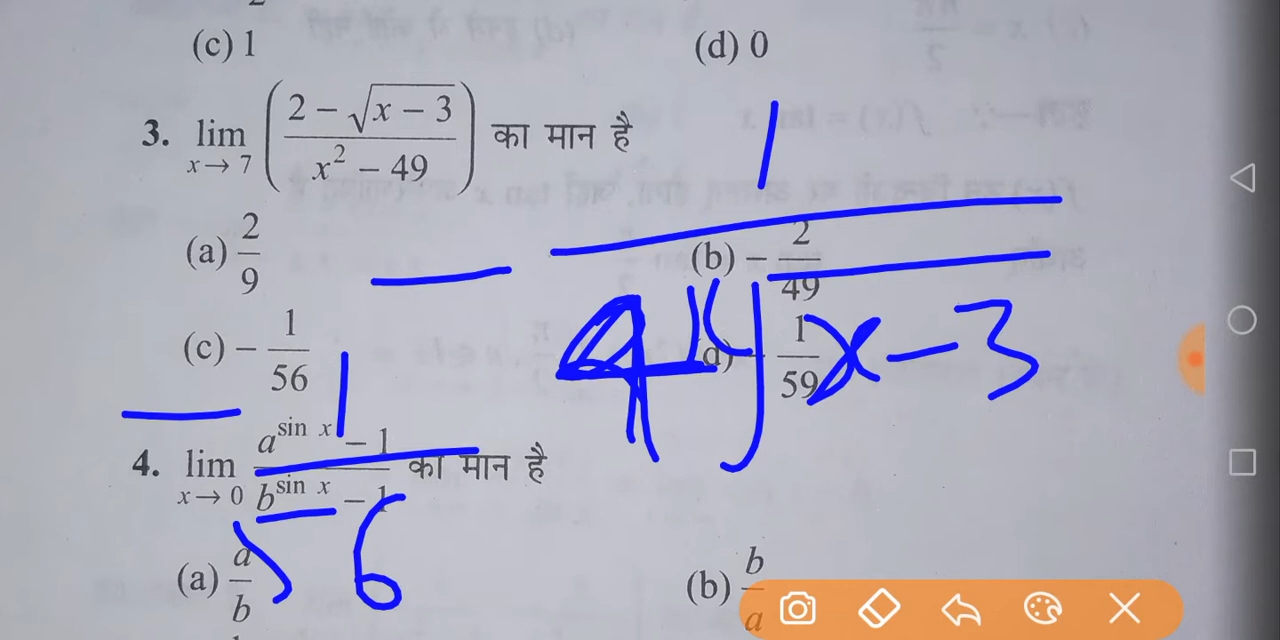 (c) 1 (d) 0
3. lim x→7 ( (2 − √(x − 3)) / (x² − 49) ) का मान है
1
(a) 2/9 (b) − 2/49
(c) − 1/56 (d) − 1/59
x − 3
− 1
56
4. lim x→0 (a^(sin x) − 1) / (b^(sin x) − 1) का मान है
(a) a/b (b) b/a